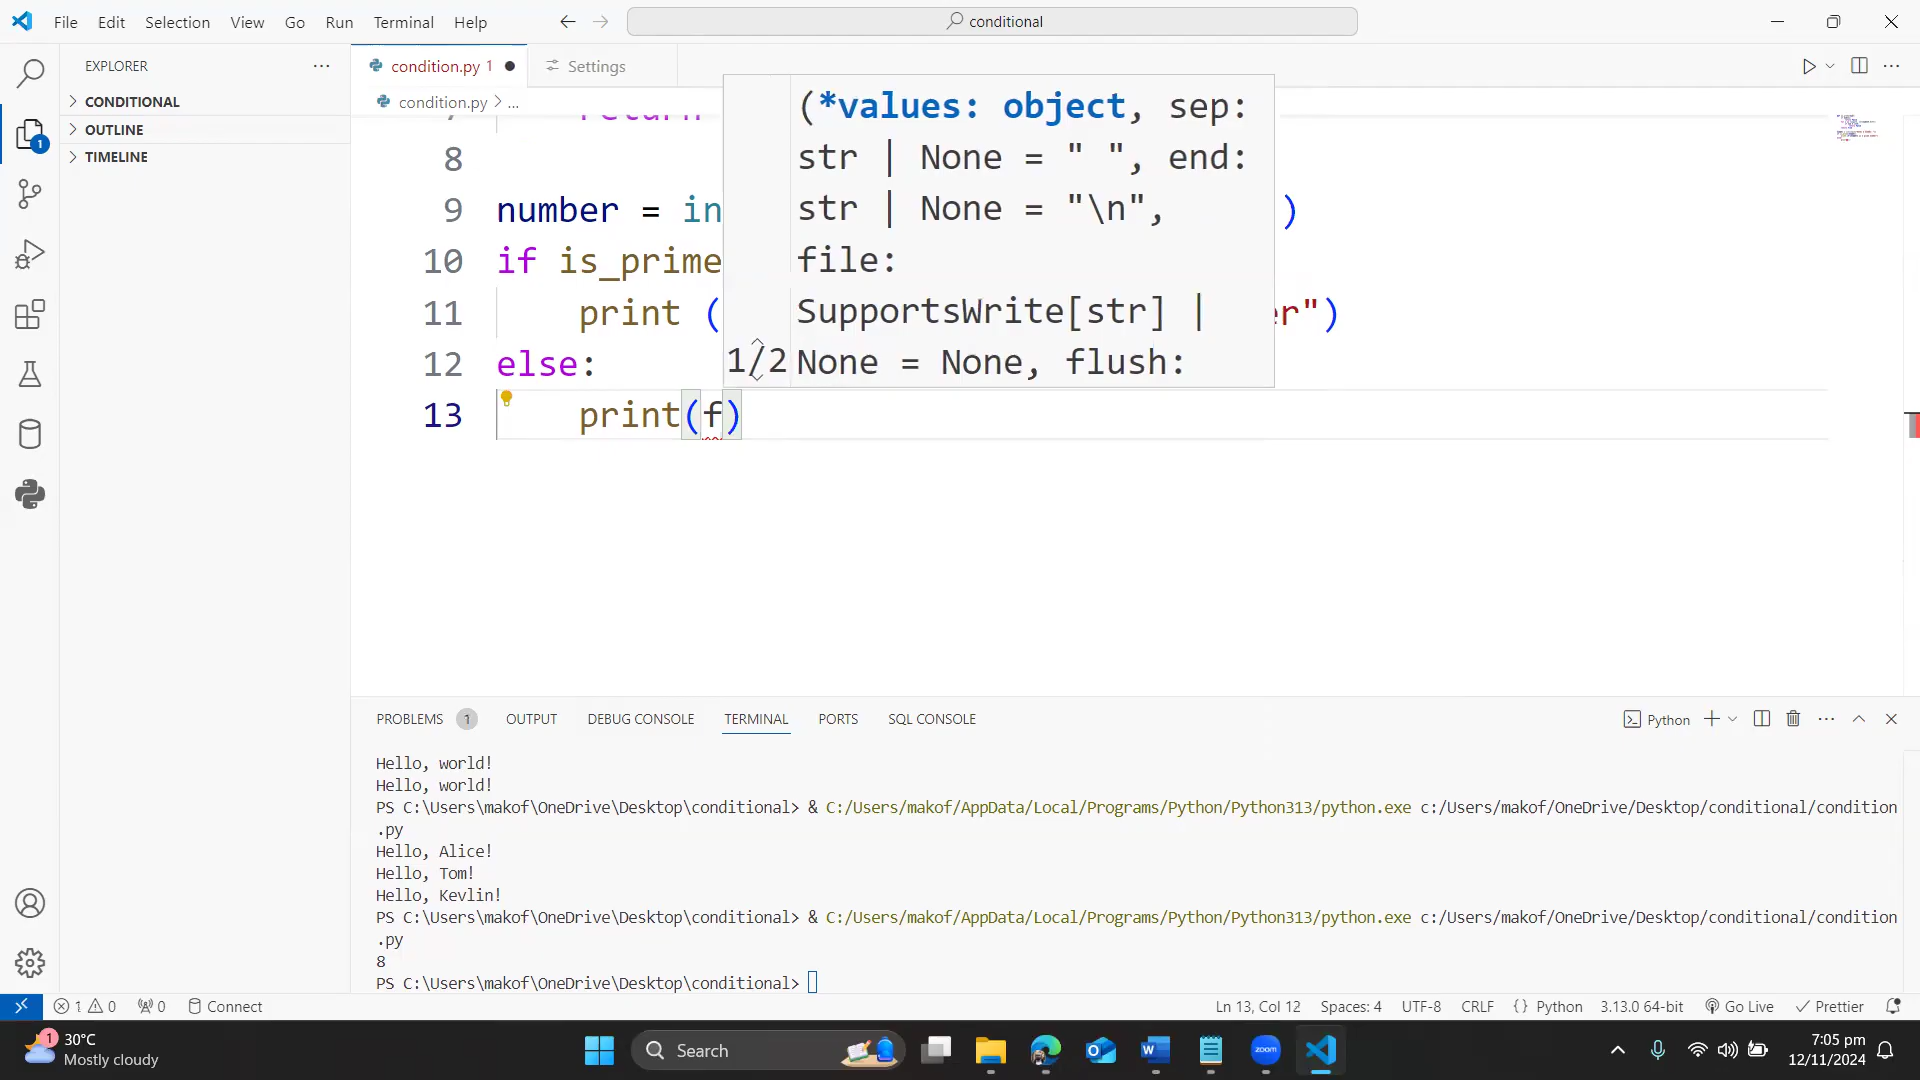 File Edit Selection View Go Run Terminal Help
conditional
EXPLORER
CONDITIONAL
OUTLINE
TIMELINE
1
condition.py 1
Settings
condition.py > ...
8
9 number = in )
10 if is_prime
11 print ( er")
12 else:
13 print(f)
(*values: object, sep:
str | None = " ", end:
str | None = "\n",
file:
SupportsWrite[str] |
None = None, flush:
1/2
PROBLEMS 1 OUTPUT DEBUG CONSOLE TERMINAL PORTS SQL CONSOLE
Python
Hello, world!
Hello, world!
PS C:\Users\makof\OneDrive\Desktop\conditional> & C:/Users/makof/AppData/Local/Programs/Python/Python313/python.exe c:/Users/makof/OneDrive/Desktop/conditional/condition
.py
Hello, Alice!
Hello, Tom!
Hello, Kevlin!
PS C:\Users\makof\OneDrive\Desktop\conditional> & C:/Users/makof/AppData/Local/Programs/Python/Python313/python.exe c:/Users/makof/OneDrive/Desktop/conditional/condition
.py
8
PS C:\Users\makof\OneDrive\Desktop\conditional>
1 0 0 Connect
Ln 13, Col 12 Spaces: 4 UTF-8 CRLF {} Python 3.13.0 64-bit Go Live Prettier
1
30°C
Mostly cloudy
Search
zoom
7:05 pm
12/11/2024